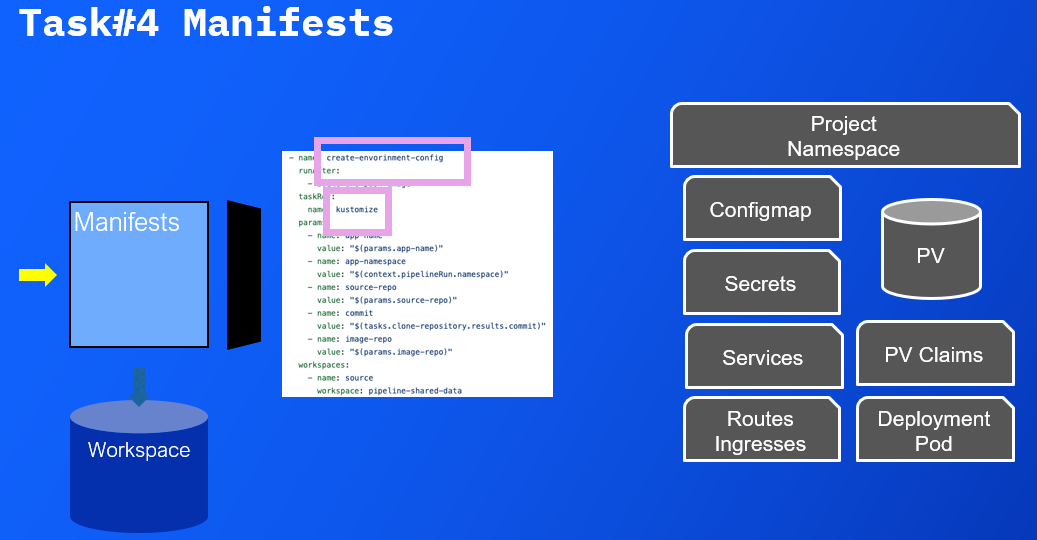 Task#4 Manifests
Manifests
Workspace
- name: create-envorinment-config
taskRef:
name: kustomize
params:
- name: app-name
value: "$(params.app-name)"
- name: app-namespace
value: "$(context.pipelineRun.namespace)"
- name: source-repo
value: "$(params.source-repo)"
- name: commit
value: "$(tasks.clone-repository.results.commit)"
- name: image-repo
value: "$(params.image-repo)"
workspaces:
- name: source
workspace: pipeline-shared-data
Project
Namespace
Configmap
Secrets
Services
Routes
Ingresses
PV
PV Claims
Deployment
Pod